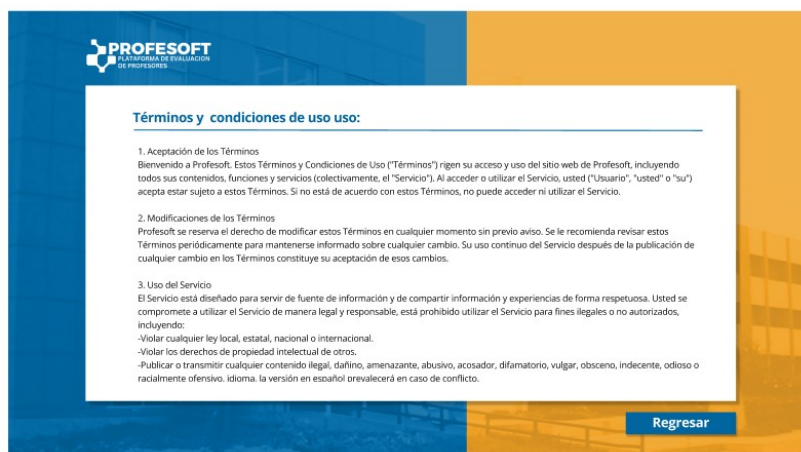 PROFESOFT
PLATAFORMA DE EVALUACION
DE PROFESORES
Términos y condiciones de uso uso:
1. Aceptación de los Términos
Bienvenido a Profesoft. Estos Términos y Condiciones de Uso ("Términos") rigen su acceso y uso del sitio web de Profesoft, incluyendo
todos sus contenidos, funciones y servicios (colectivamente, el "Servicio"). Al acceder o utilizar el Servicio, usted ("Usuario", "usted" o "su")
acepta estar sujeto a estos Términos. Si no está de acuerdo con estos Términos, no puede acceder ni utilizar el Servicio.
2. Modificaciones de los Términos
Profesoft se reserva el derecho de modificar estos Términos en cualquier momento sin previo aviso. Se le recomienda revisar estos
Términos periódicamente para mantenerse informado sobre cualquier cambio. Su uso continuo del Servicio después de la publicación de
cualquier cambio en los Términos constituye su aceptación de esos cambios.
3. Uso del Servicio
El Servicio está diseñado para servir de fuente de información y de compartir información y experiencias de forma respetuosa. Usted se
compromete a utilizar el Servicio de manera legal y responsable, está prohibido utilizar el Servicio para fines ilegales o no autorizados,
incluyendo:
-Violar cualquier ley local, estatal, nacional o internacional.
-Violar los derechos de propiedad intelectual de otros.
-Publicar o transmitir cualquier contenido ilegal, dañino, amenazante, abusivo, acosador, difamatorio, vulgar, obsceno, indecente, odioso o
racialmente ofensivo. idioma. la versión en español prevalecerá en caso de conflicto.
Regresar